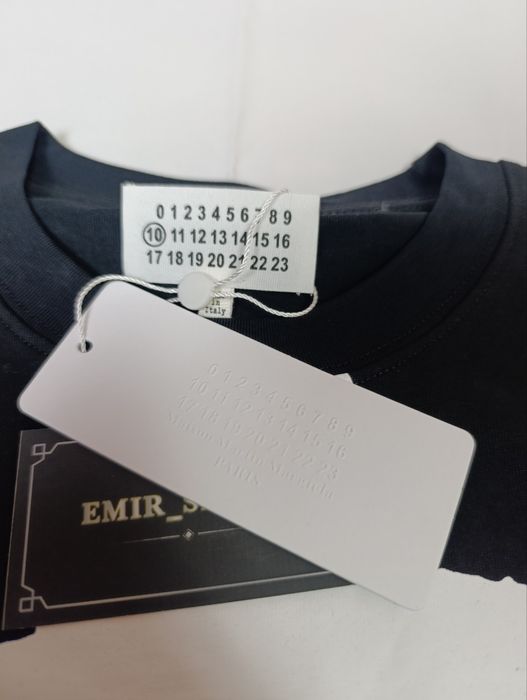 0 1 2 3 4 5 6 7 8 9
10 11 12 13 14 15 16
17 18 19 20 21 22 23
in
Italy
0 1 2 3 4 5 6 7 8 9
10 11 12 13 14 15 16
17 18 19 20 21 22 23
Maison Martin Margiela
PARIS
EMIR_